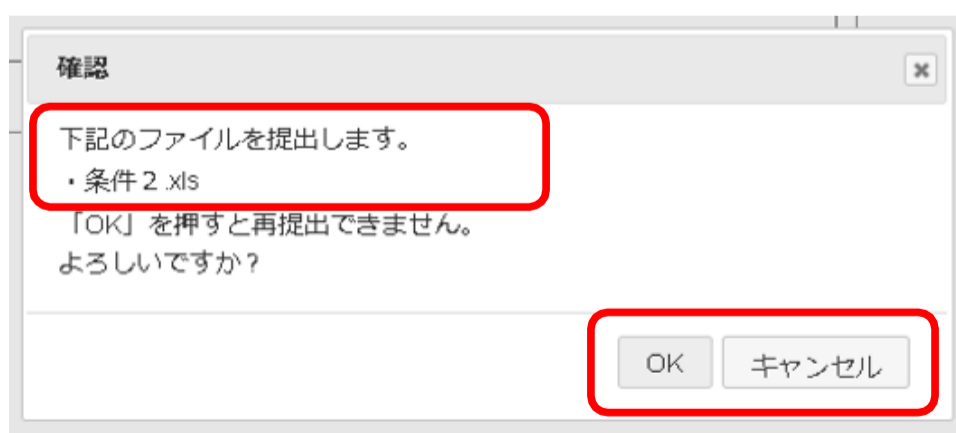 確認
下記のファイルを提出します。
・条件２.xls
「OK」を押すと再提出できません。
よろしいですか?
OK キャンセル